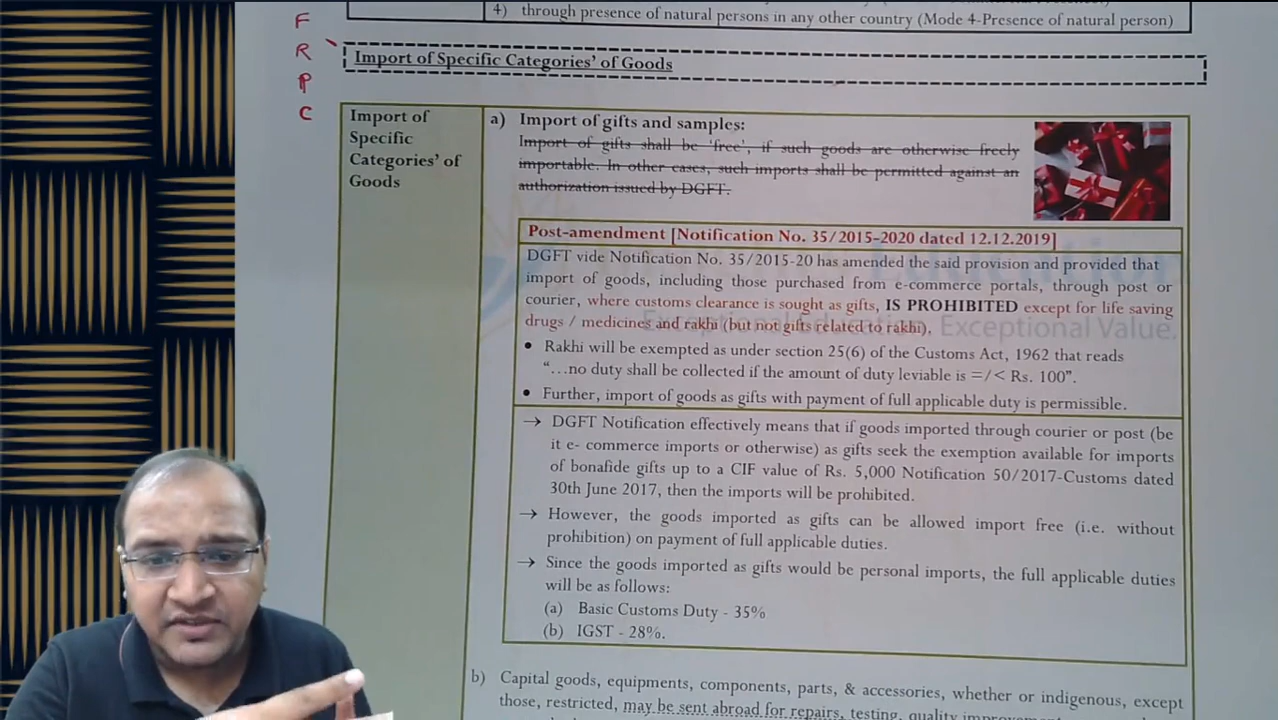 F
R
P
C
4) through presence of natural persons in any other country (Mode 4-Presence of natural person)
Import of Specific Categories' of Goods
Import of
Specific
Categories' of
Goods
a) Import of gifts and samples:
Import of gifts shall be 'free', if such goods are otherwise freely
importable. In other cases, such imports shall be permitted against an
authorization issued by DGFT.
Post-amendment [Notification No. 35/2015-2020 dated 12.12.2019]
DGFT vide Notification No. 35/2015-20 has amended the said provision and provided that
import of goods, including those purchased from e-commerce portals, through post or
courier, where customs clearance is sought as gifts, IS PROHIBITED except for life saving
drugs / medicines and rakhi (but not gifts related to rakhi).
Exceptional Education. Exceptional Value.
• Rakhi will be exempted as under section 25(6) of the Customs Act, 1962 that reads
“…no duty shall be collected if the amount of duty leviable is =/< Rs. 100”.
• Further, import of goods as gifts with payment of full applicable duty is permissible.
→ DGFT Notification effectively means that if goods imported through courier or post (be
it e- commerce imports or otherwise) as gifts seek the exemption available for imports
of bonafide gifts up to a CIF value of Rs. 5,000 Notification 50/2017-Customs dated
30th June 2017, then the imports will be prohibited.
→ However, the goods imported as gifts can be allowed import free (i.e. without
prohibition) on payment of full applicable duties.
→ Since the goods imported as gifts would be personal imports, the full applicable duties
will be as follows:
(a) Basic Customs Duty - 35%
(b) IGST - 28%.
b) Capital goods, equipments, components, parts, & accessories, whether or indigenous, except
those, restricted, may be sent abroad for repairs, testing, quality